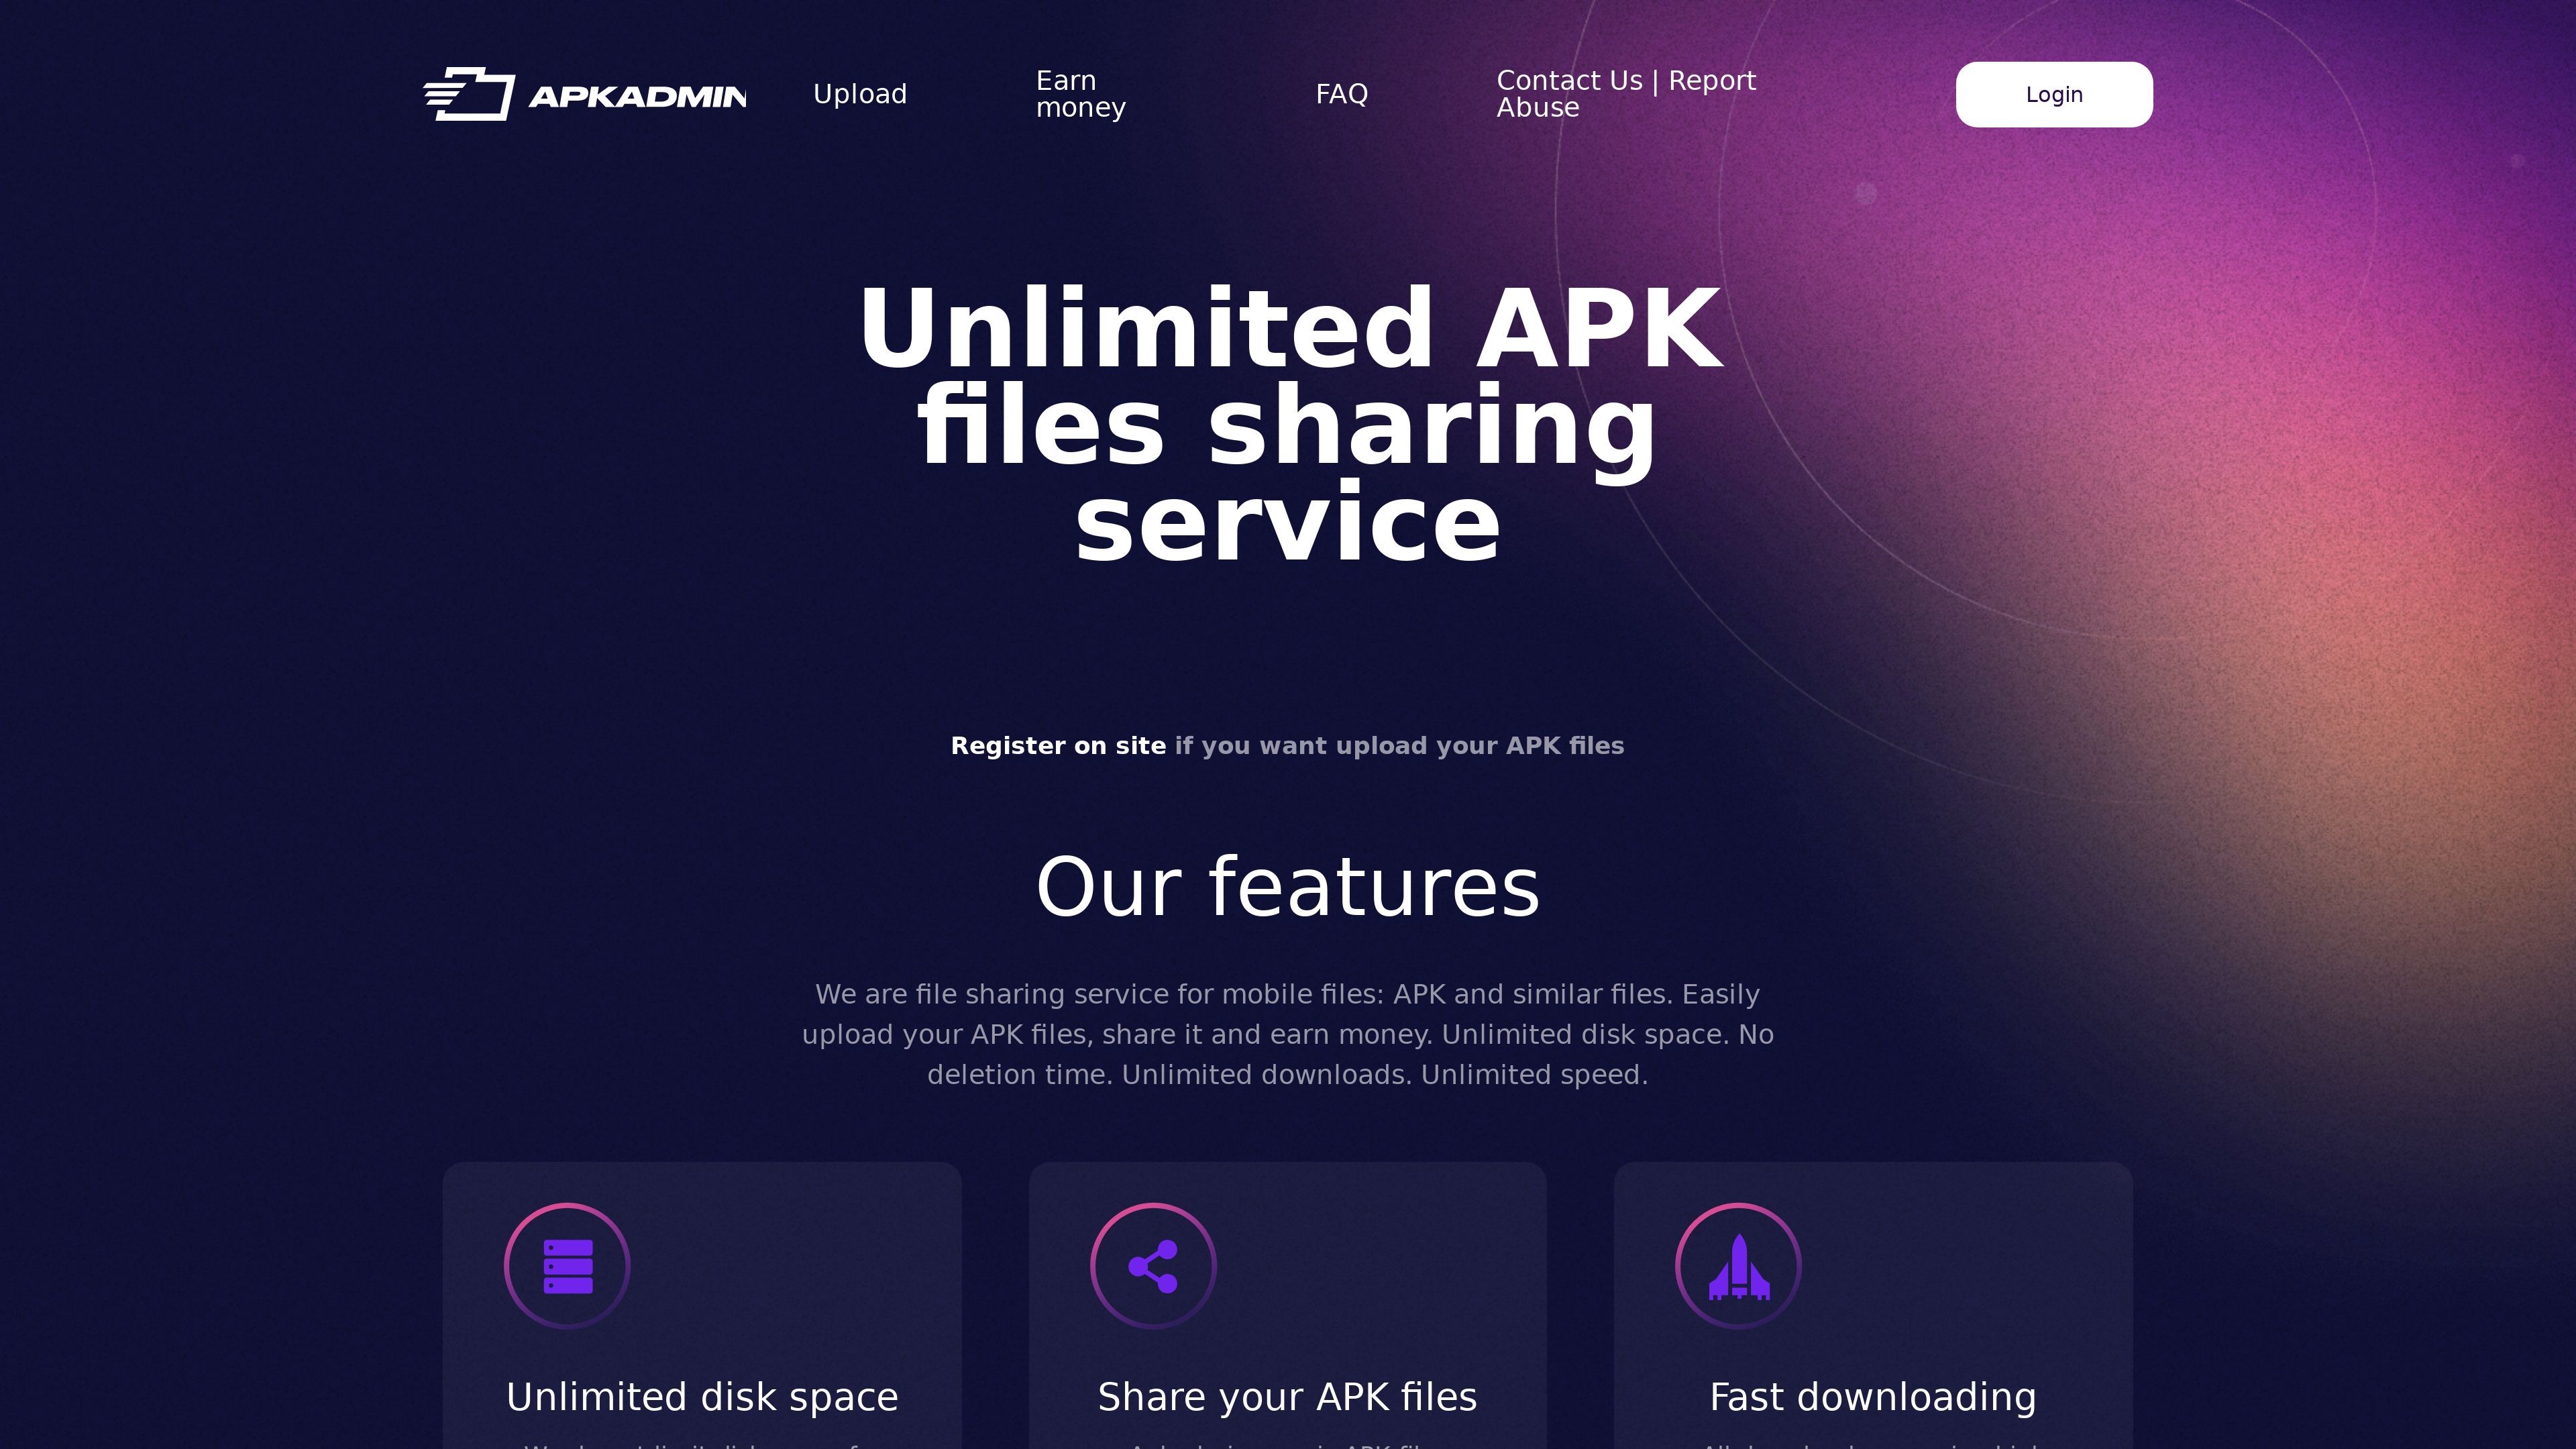 APKADMIN
Upload
Earn
money
FAQ
Contact Us | Report
Abuse
Login
Unlimited APK
files sharing
service
Register on site if you want upload your APK files
Our features
We are file sharing service for mobile files: APK and similar files. Easily
upload your APK files, share it and earn money. Unlimited disk space. No
deletion time. Unlimited downloads. Unlimited speed.
Unlimited disk space
Share your APK files
Fast downloading